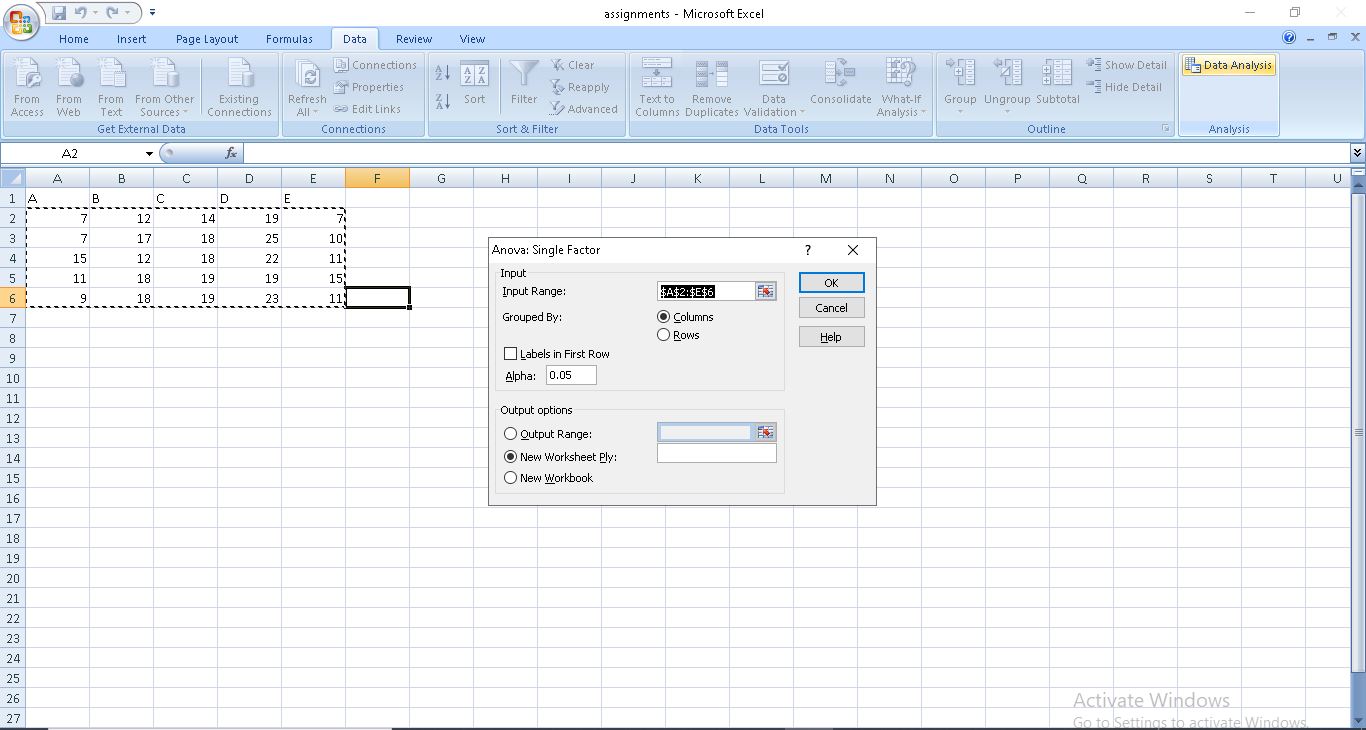 assignments - Microsoft Excel
Home Insert Page Layout Formulas Data Review View
From Access From Web From Text From Other Sources Existing Connections
Get External Data
Refresh All Connections Properties Edit Links
Connections
Sort Filter Clear Reapply Advanced
Sort & Filter
Text to Columns Remove Duplicates Data Validation Consolidate What-If Analysis
Data Tools
Group Ungroup Subtotal Show Detail Hide Detail
Outline
Data Analysis
Analysis
A2 fx
A B C D E F G H I J K L M N O P Q R S T U
1 A B C D E
2 7 12 14 19 7
3 7 17 18 25 10
4 15 12 18 22 11
5 11 18 19 19 15
6 9 18 19 23 11
7
8
9
10
11
12
13
14
15
16
17
18
19
20
21
22
23
24
25
26
27
Anova: Single Factor ?
Input
Input Range: $A$2:$E$6
Grouped By: Columns
Rows
Labels in First Row
Alpha: 0.05
OK
Cancel
Help
Output options
Output Range:
New Worksheet Ply:
New Workbook
Activate Windows
Go to Settings to activate Windows.